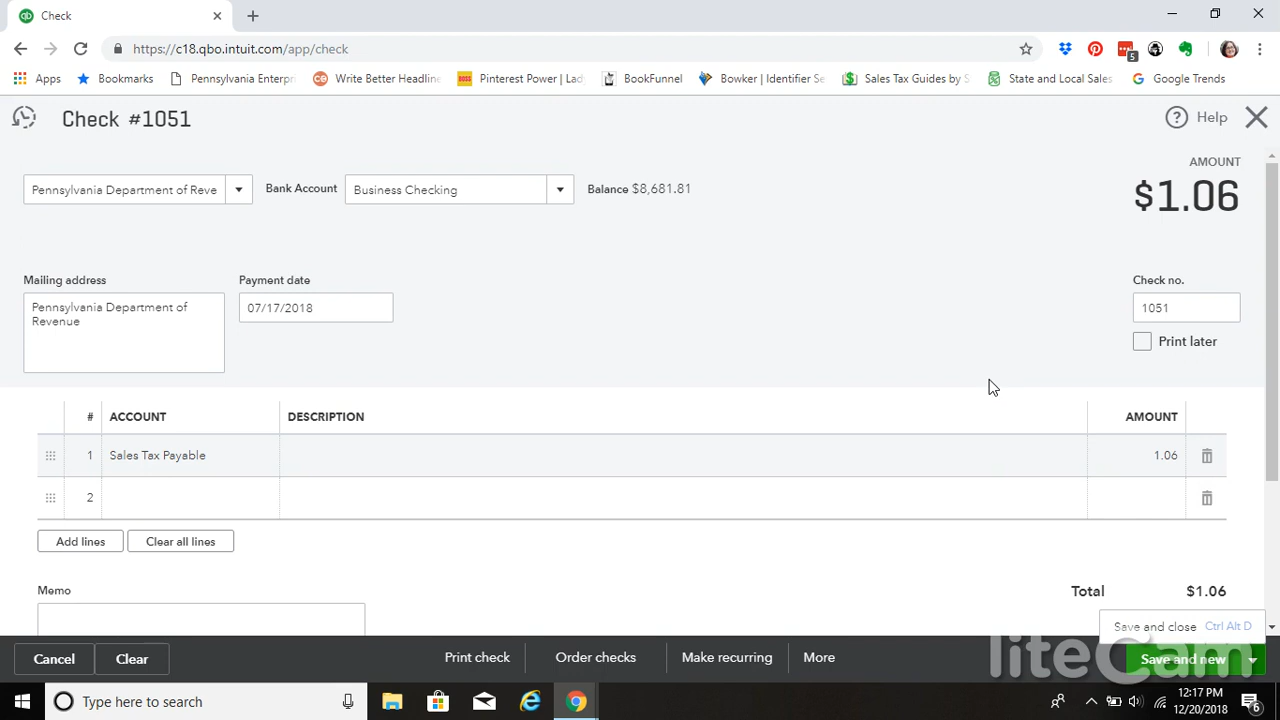 Check
https://c18.qbo.intuit.com/app/check
5
Apps
Bookmarks
Pennsylvania Enterpr
Write Better Headline
Pinterest Power | Lad
BookFunnel
Bowker | Identifier Se
Sales Tax Guides by S
State and Local Sales
Google Trends
Check #1051
Help
AMOUNT
$1.06
Pennsylvania Department of Reve
Bank Account
Business Checking
Balance $8,681.81
Mailing address
Pennsylvania Department of
Revenue
Payment date
07/17/2018
Check no.
1051
Print later
# ACCOUNT DESCRIPTION AMOUNT
1 Sales Tax Payable 1.06
2
Add lines
Clear all lines
Memo
Total $1.06
Save and close Ctrl Alt D
Cancel
Clear
Print check
Order checks
Make recurring
More
Save and new
liteCam
Type here to search
12:17 PM
12/20/2018
6